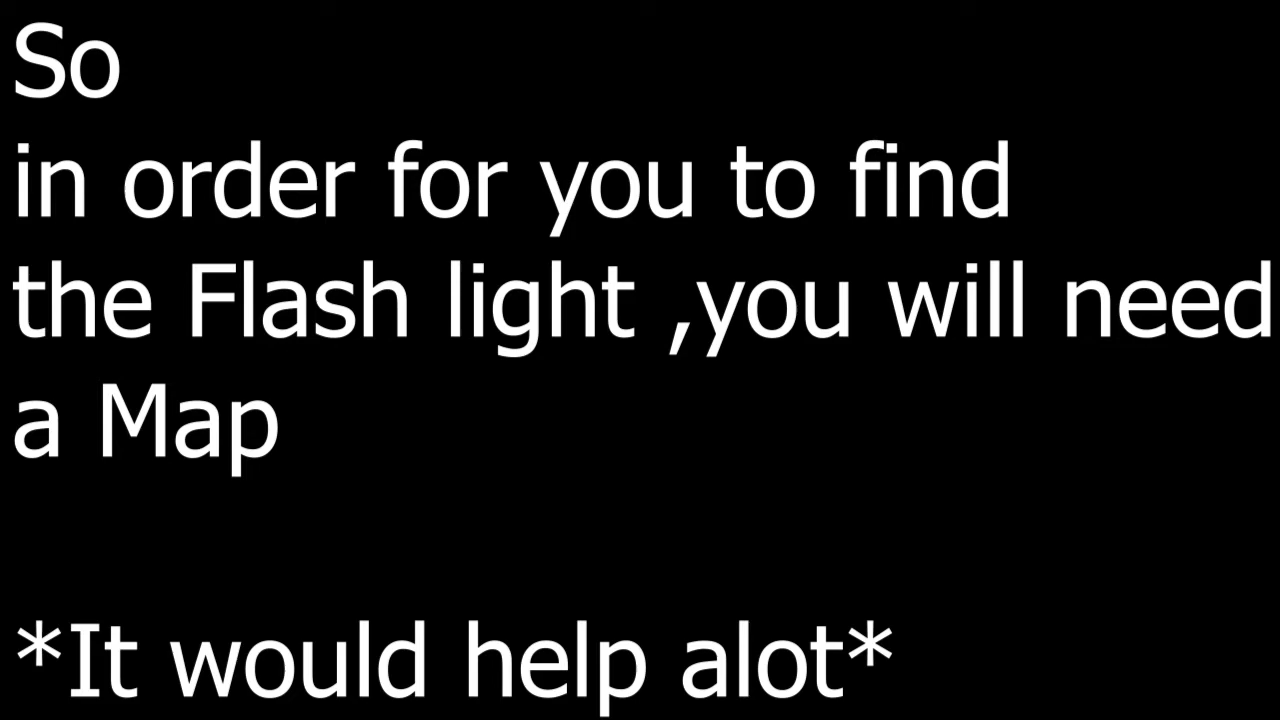 So
in order for you to find
the Flash light ,you will need
a Map
*It would help alot*